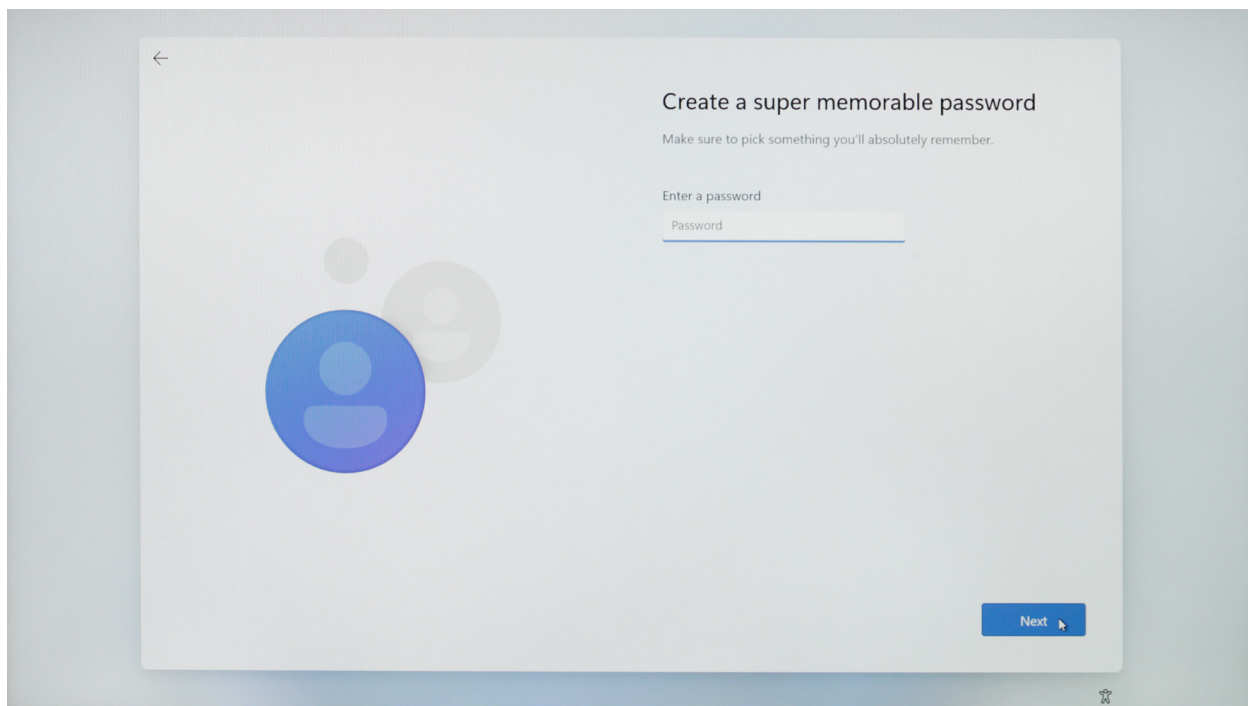 Create a super memorable password
Make sure to pick something you'll absolutely remember.
Enter a password
Password
Next